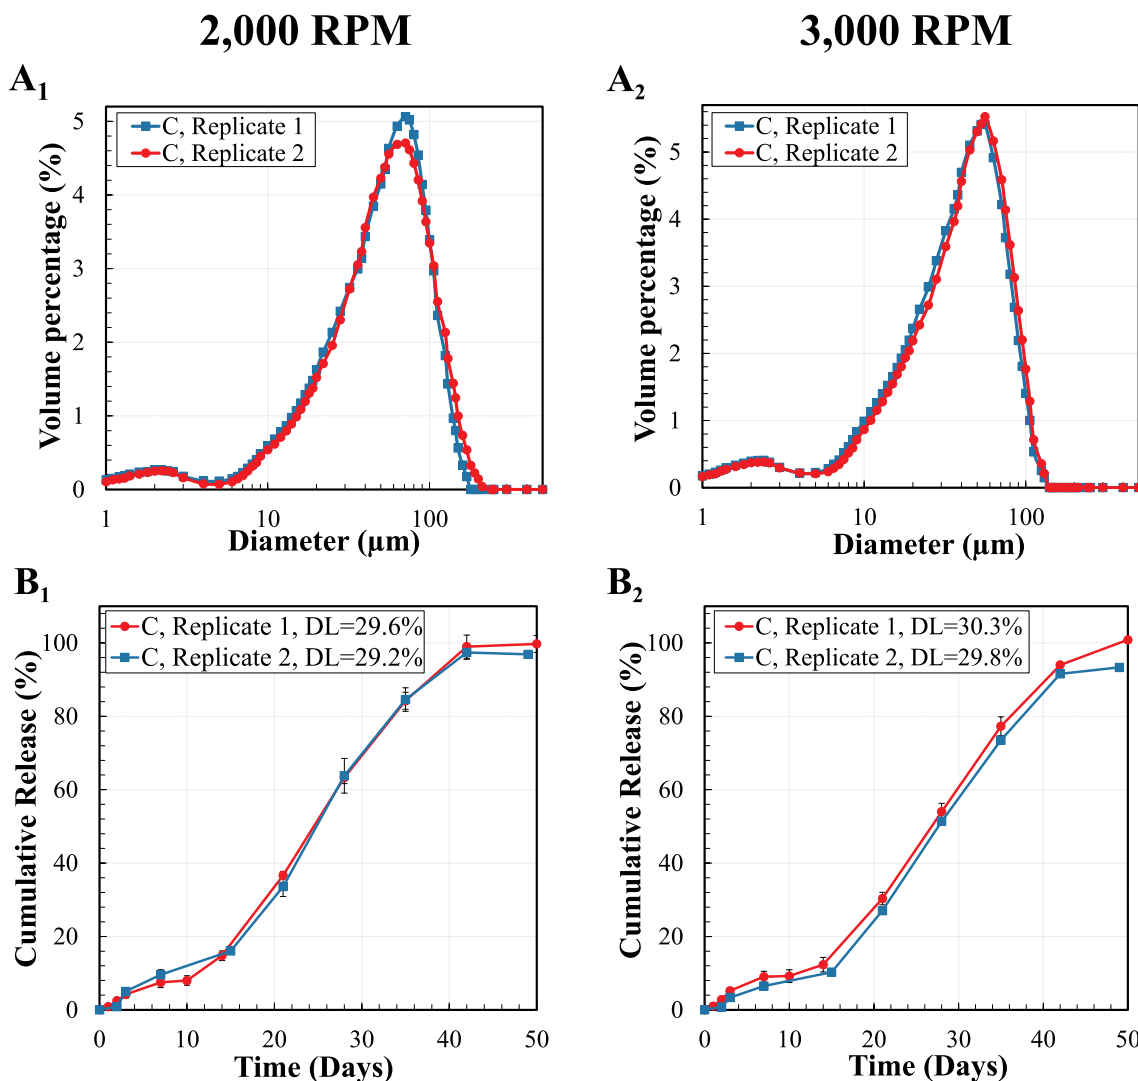 2,000 RPM
3,000 RPM
A1
A2
C, Replicate 1
C, Replicate 2
C, Replicate 1
C, Replicate 2
Volume percentage (%)
5
4
3
2
1
0
1
10
100
Diameter (µm)
Volume percentage (%)
5
4
3
2
1
0
1
10
100
Diameter (µm)
B1
B2
C, Replicate 1, DL=29.6%
C, Replicate 2, DL=29.2%
C, Replicate 1, DL=30.3%
C, Replicate 2, DL=29.8%
Cumulative Release (%)
100
80
60
40
20
0
0
10
20
30
40
50
Time (Days)
Cumulative Release (%)
100
80
60
40
20
0
0
10
20
30
40
50
Time (Days)